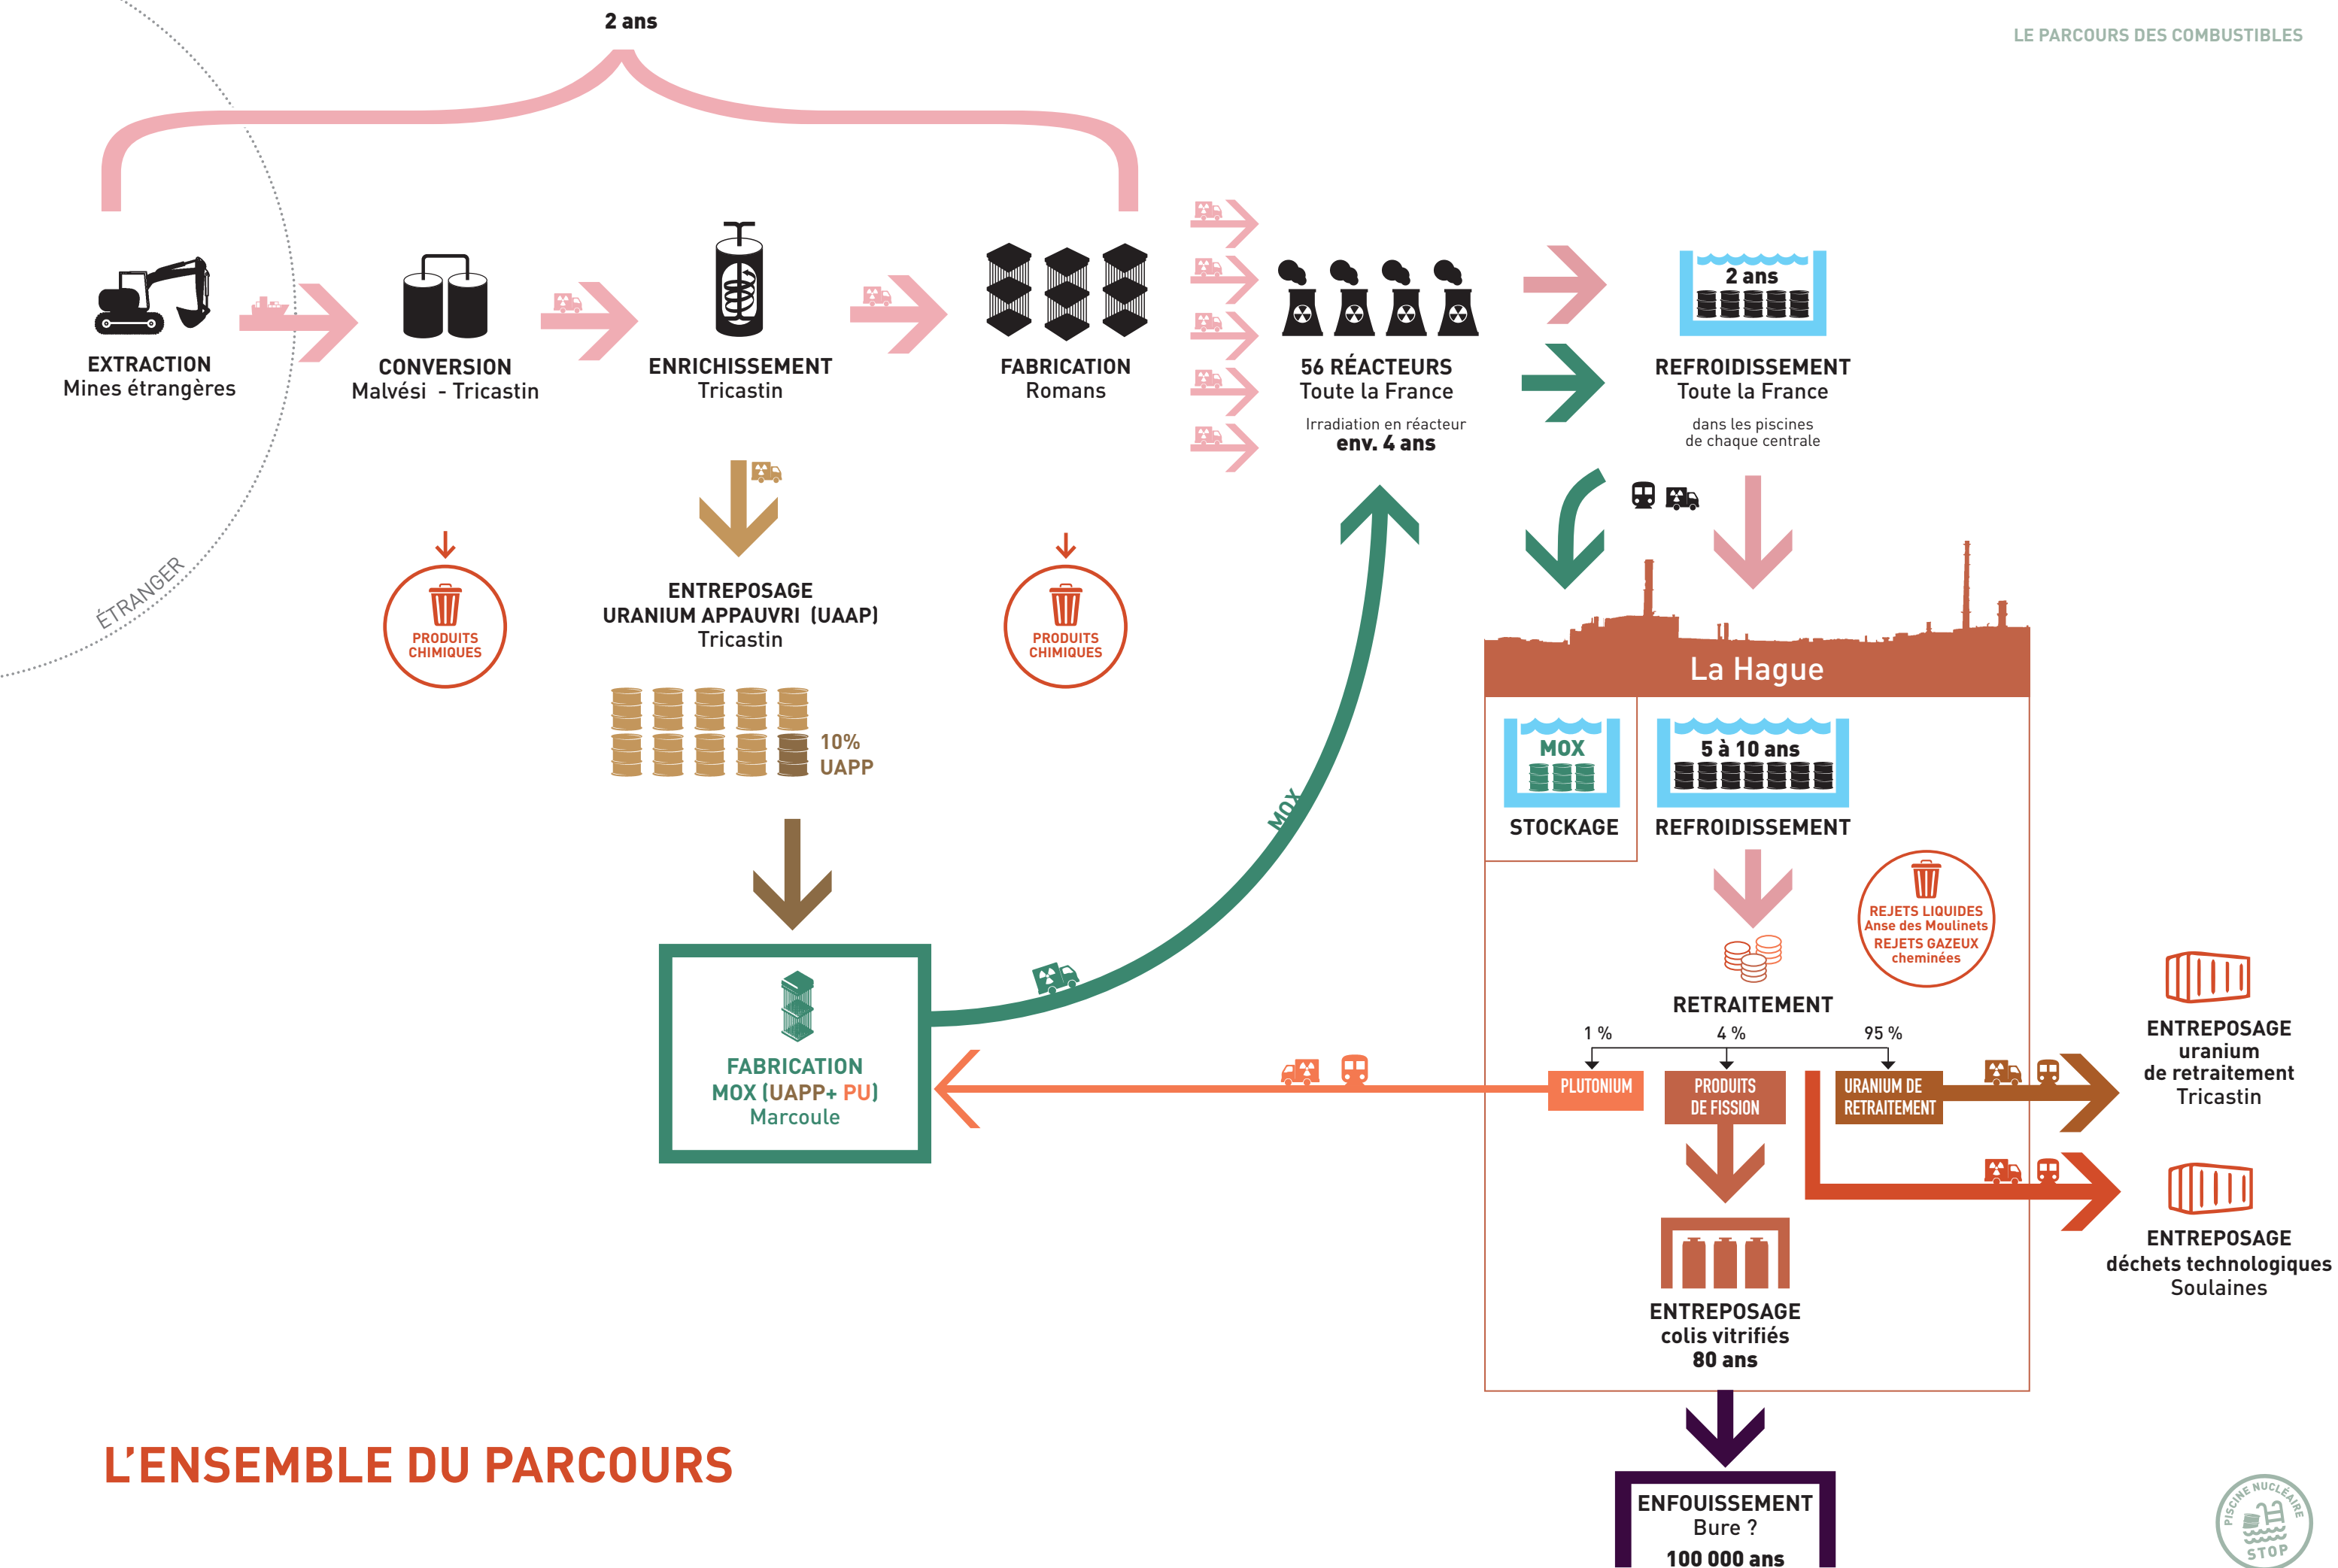 2 ans
LE PARCOURS DES COMBUSTIBLES
EXTRACTION
Mines étrangères
CONVERSION
Malvési - Tricastin
ENRICHISSEMENT
Tricastin
FABRICATION
Romans
56 RÉACTEURS
Toute la France
Irradiation en réacteur
env. 4 ans
2 ans
REFROIDISSEMENT
Toute la France
dans les piscines
de chaque centrale
ÉTRANGER
PRODUITS
CHIMIQUES
ENTREPOSAGE
URANIUM APPAUVRI (UAAP)
Tricastin
10%
UAPP
PRODUITS
CHIMIQUES
MOX
La Hague
MOX
STOCKAGE
5 à 10 ans
REFROIDISSEMENT
REJETS LIQUIDES
Anse des Moulinets
REJETS GAZEUX
cheminées
RETRAITEMENT
1 %
4 %
95 %
PLUTONIUM
PRODUITS
DE FISSION
URANIUM DE
RETRAITEMENT
FABRICATION
MOX (UAPP+ PU)
Marcoule
ENTREPOSAGE
uranium
de retraitement
Tricastin
ENTREPOSAGE
déchets technologiques
Soulaines
ENTREPOSAGE
colis vitrifiés
80 ans
ENFOUISSEMENT
Bure ?
100 000 ans
L'ENSEMBLE DU PARCOURS
PISCINE NUCLÉAIRE
STOP